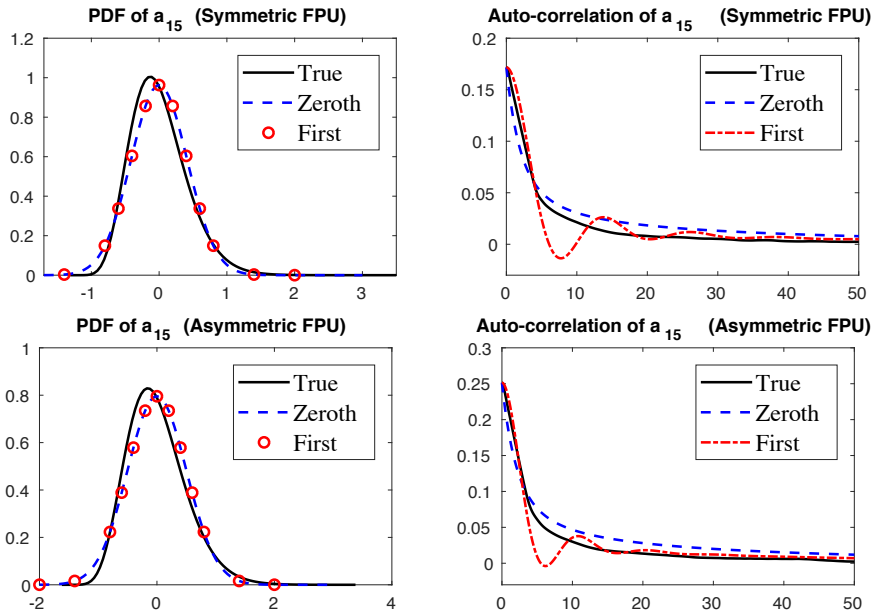 PDF of a15 (Symmetric FPU)
1.2
1
0.8
0.6
0.4
0.2
0
-1 0 1 2 3
True
Zeroth
First
Auto-correlation of a15 (Symmetric FPU)
0.2
0.15
0.1
0.05
0
0 10 20 30 40 50
True
Zeroth
First
PDF of a15 (Asymmetric FPU)
1
0.8
0.6
0.4
0.2
0
-2 0 2 4
True
Zeroth
First
Auto-correlation of a15 (Asymmetric FPU)
0.3
0.25
0.2
0.15
0.1
0.05
0
0 10 20 30 40 50
True
Zeroth
First